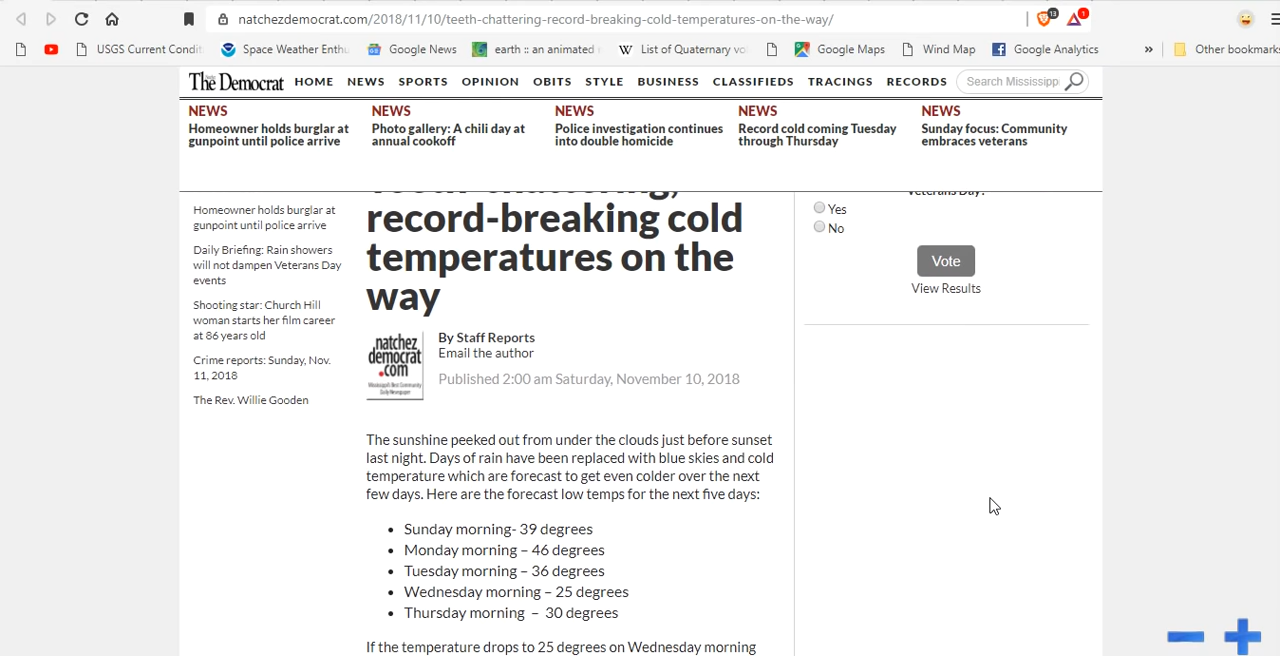 natchezdemocrat.com/2018/11/10/teeth-chattering-record-breaking-cold-temperatures-on-the-way/
13
1
USGS Current Condit
Space Weather Enthu
Google News
earth :: an animated
W List of Quaternary vo
Google Maps
Wind Map
Google Analytics
»
Other bookmarks
The Democrat HOME NEWS SPORTS OPINION OBITS STYLE BUSINESS CLASSIFIEDS TRACINGS RECORDS Search Mississipp
NEWS
Homeowner holds burglar at
gunpoint until police arrive
NEWS
Photo gallery: A chili day at
annual cookoff
NEWS
Police investigation continues
into double homicide
NEWS
Record cold coming Tuesday
through Thursday
NEWS
Sunday focus: Community
embraces veterans
Homeowner holds burglar at
gunpoint until police arrive
Daily Briefing: Rain showers
will not dampen Veterans Day
events
Shooting star: Church Hill
woman starts her film career
at 86 years old
Crime reports: Sunday, Nov.
11, 2018
The Rev. Willie Gooden
Teeth-chattering,
record-breaking cold
temperatures on the
way
natchez
democrat
.com
By Staff Reports
Email the author
Published 2:00 am Saturday, November 10, 2018
The sunshine peeked out from under the clouds just before sunset
last night. Days of rain have been replaced with blue skies and cold
temperature which are forecast to get even colder over the next
few days. Here are the forecast low temps for the next five days:
• Sunday morning- 39 degrees
• Monday morning – 46 degrees
• Tuesday morning – 36 degrees
• Wednesday morning – 25 degrees
• Thursday morning – 30 degrees
If the temperature drops to 25 degrees on Wednesday morning
Veterans Day?
Yes
No
Vote
View Results